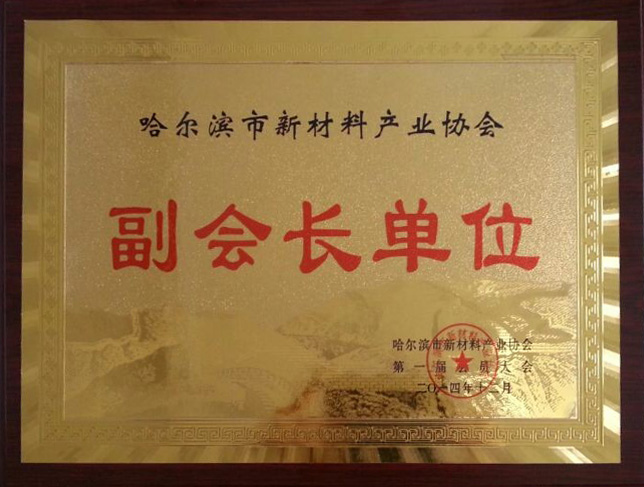 哈尔滨市新材料产业协会
副会长单位
哈尔滨市新材料产业协会
第一届会员大会
二〇一四年十二月